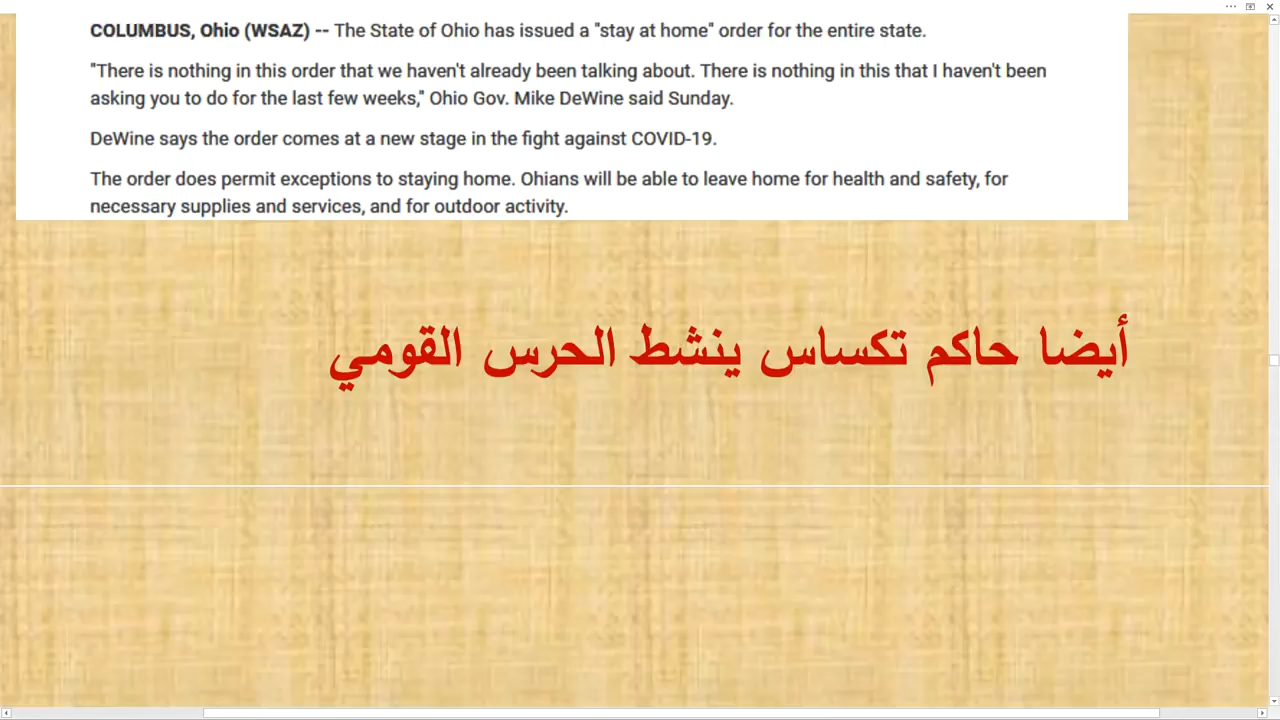 COLUMBUS, Ohio (WSAZ) -- The State of Ohio has issued a "stay at home" order for the entire state.
"There is nothing in this order that we haven't already been talking about. There is nothing in this that I haven't been
asking you to do for the last few weeks," Ohio Gov. Mike DeWine said Sunday.
DeWine says the order comes at a new stage in the fight against COVID-19.
The order does permit exceptions to staying home. Ohians will be able to leave home for health and safety, for
necessary supplies and services, and for outdoor activity.
أيضا حاكم تكساس ينشط الحرس القومي